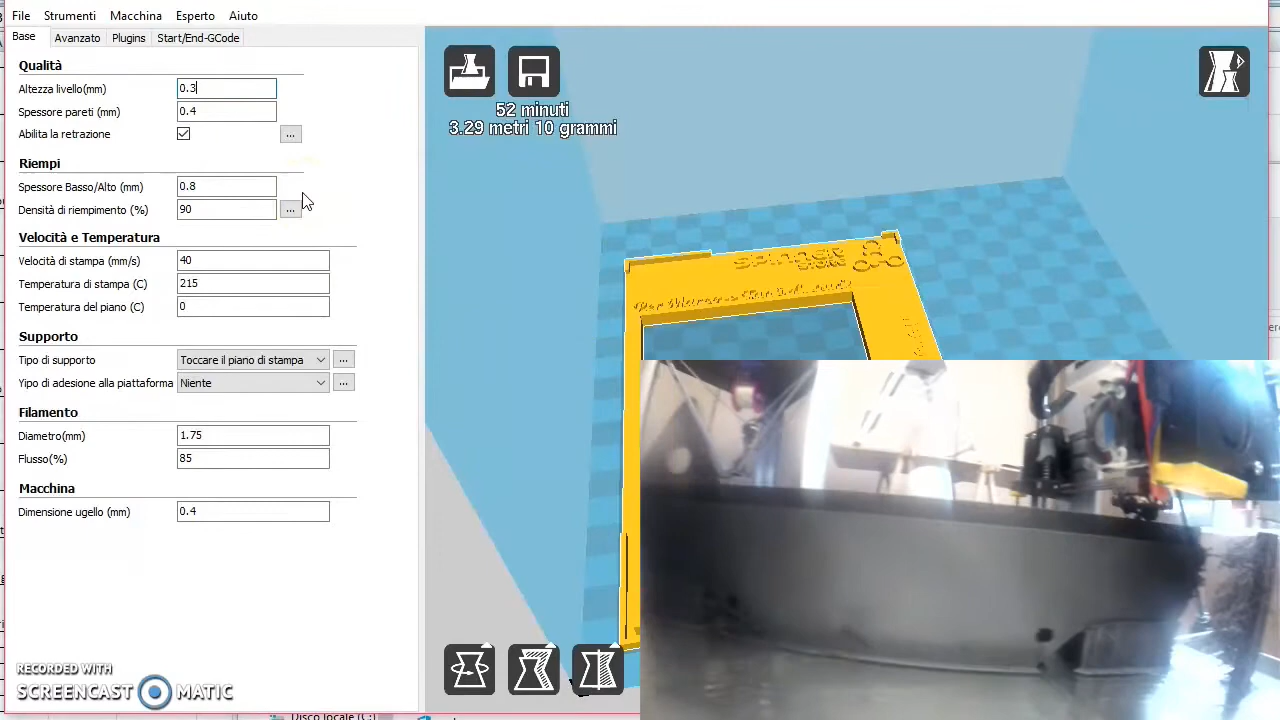 File Strumenti Macchina Esperto Aiuto
Base Avanzato Plugins Start/End-GCode
Qualità
Altezza livello(mm) 0.3
Spessore pareti (mm) 0.4
Abilita la retrazione ...
Riempi
Spessore Basso/Alto (mm) 0.8
Densità di riempimento (%) 90 ...
Velocità e Temperatura
Velocità di stampa (mm/s) 40
Temperatura di stampa (C) 215
Temperatura del piano (C) 0
Supporto
Tipo di supporto Toccare il piano di stampa ...
Yipo di adesione alla piattaforma Niente ...
Filamento
Diametro(mm) 1.75
Flusso(%) 85
Macchina
Dimensione ugello (mm) 0.4
52 minuti
3.29 metri 10 grammi
spinner
store
RECORDED WITH
SCREENCAST MATIC
Disco locale (C:)